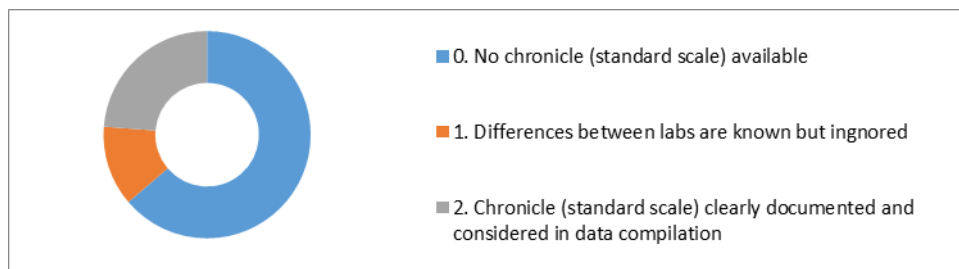 0. No chronicle (standard scale) available
1. Differences between labs are known but ingnored
2. Chronicle (standard scale) clearly documented and
considered in data compilation